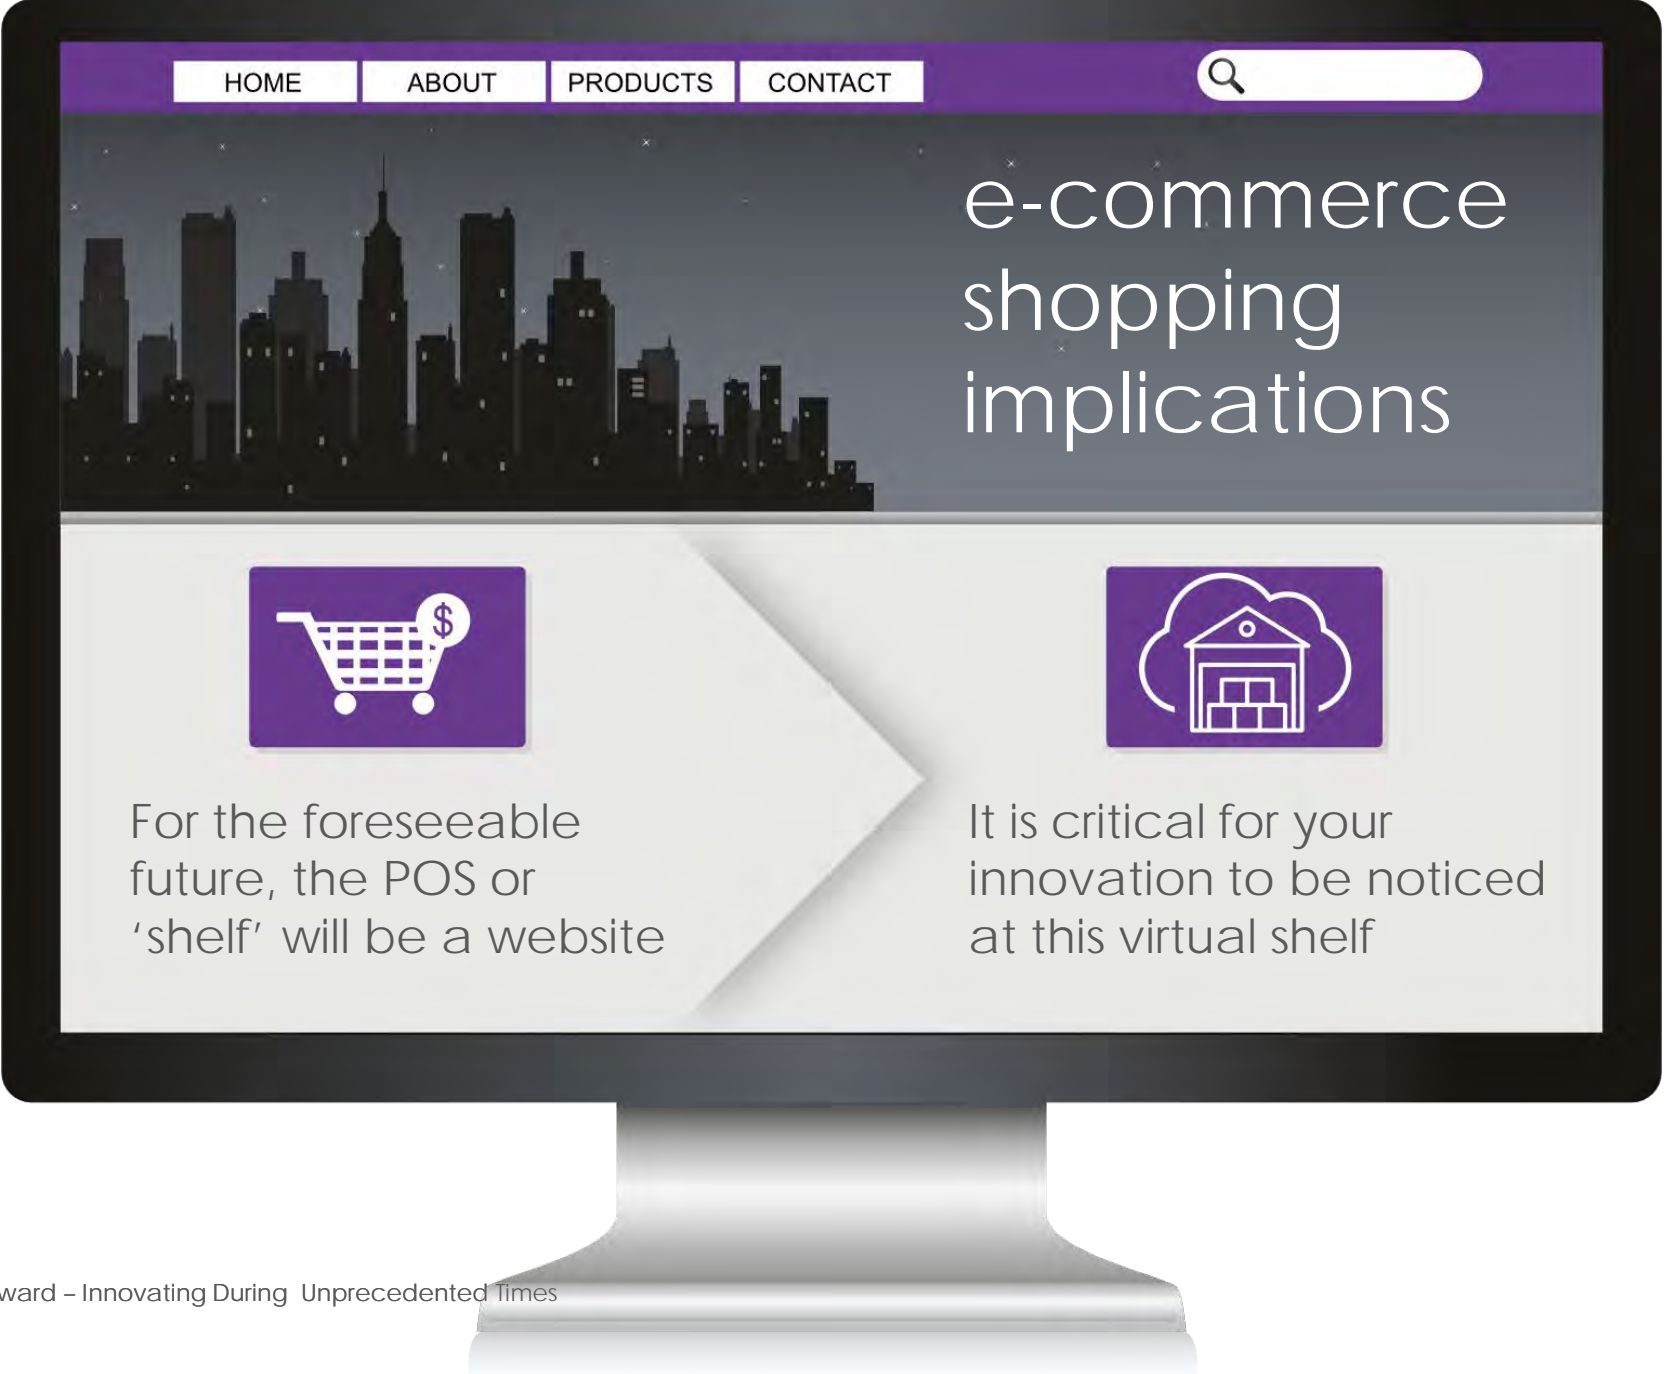 HOME ABOUT PRODUCTS CONTACT
e-commerce
shopping
implications
$
For the foreseeable
future, the POS or
‘shelf’ will be a website
It is critical for your
innovation to be noticed
at this virtual shelf
ward – Innovating During Unprecedented Times